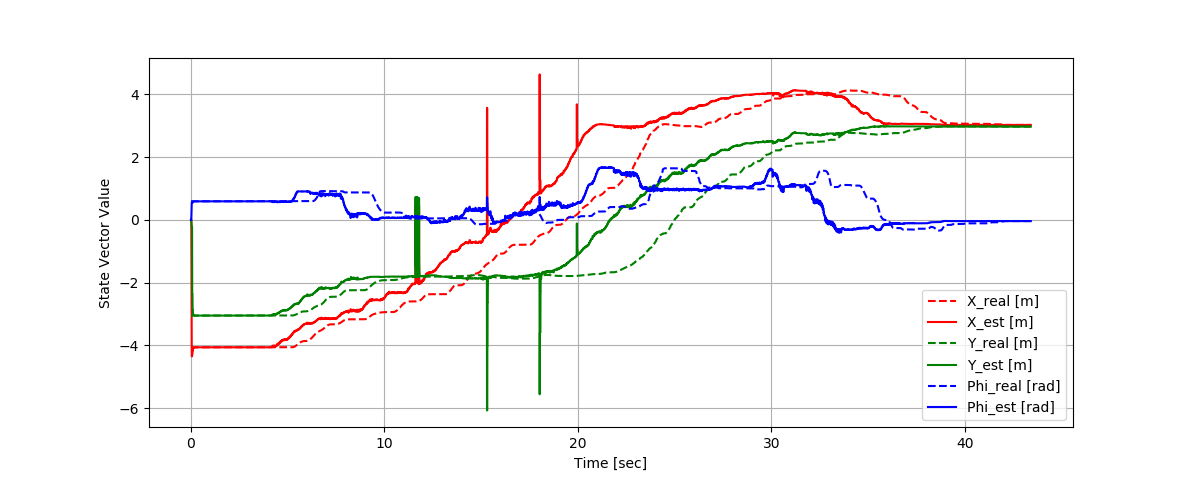 4
2
0
−2
−4
−6
State Vector Value
0
10
20
30
40
Time [sec]
X_real [m]
X_est [m]
Y_real [m]
Y_est [m]
Phi_real [rad]
Phi_est [rad]